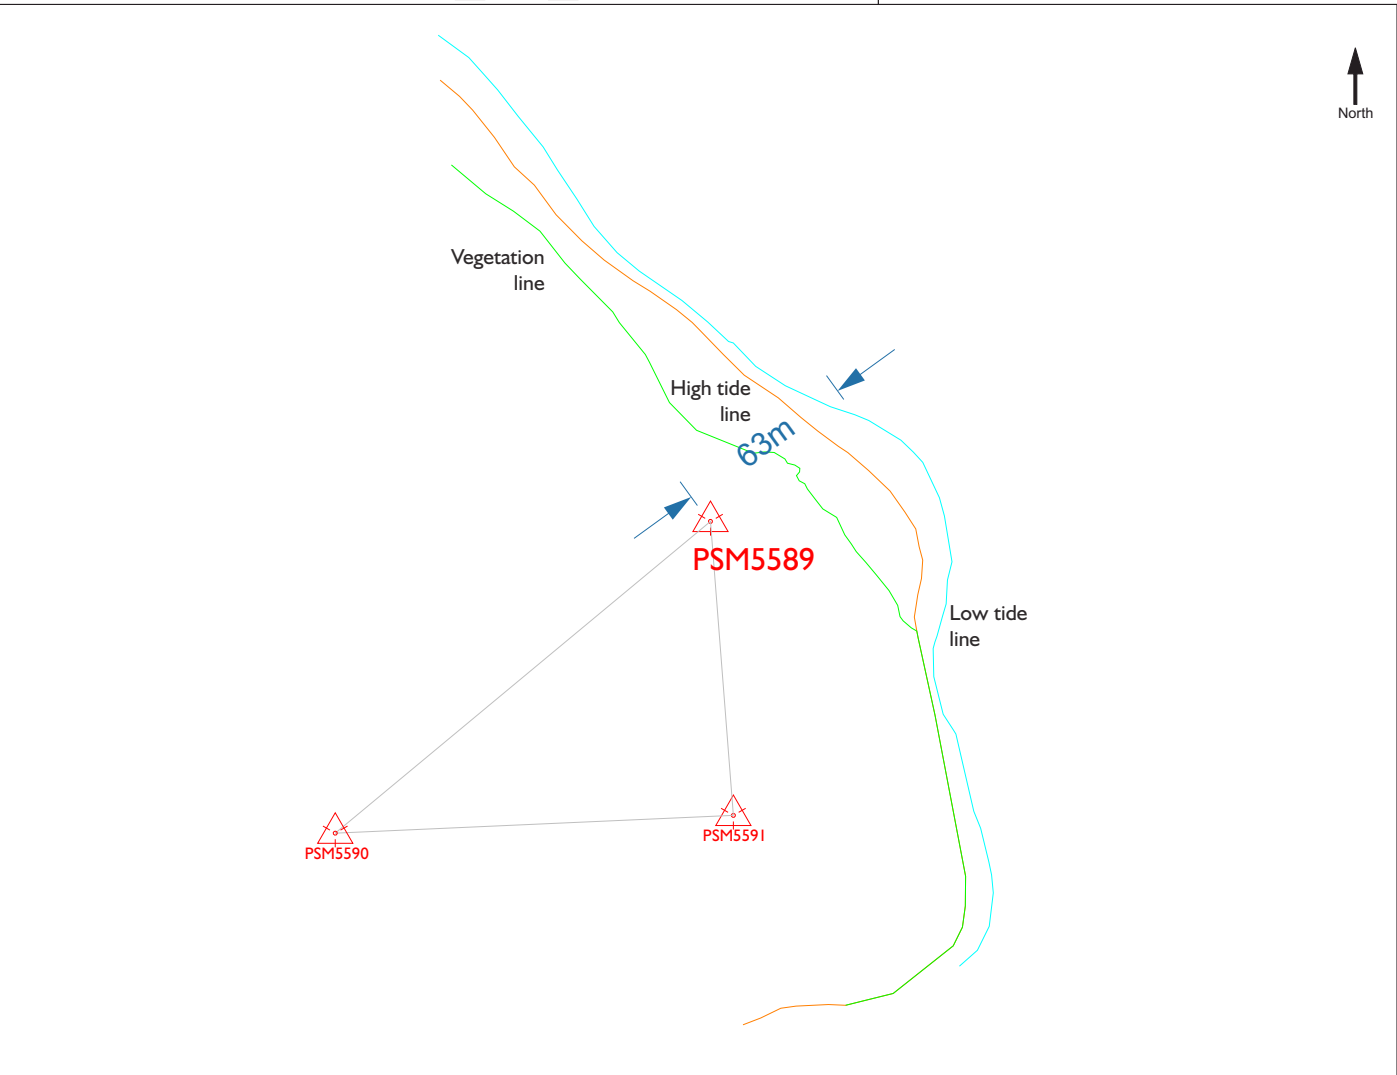 North
Vegetation
line
High tide
line
63m
PSM5589
Low tide
line
PSM5591
PSM5590